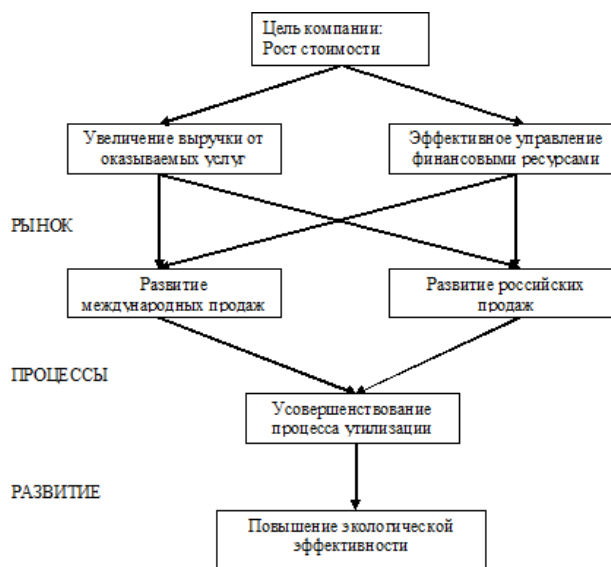 Цель компании:
Рост стоимости
Увеличение выручки от
оказываемых услуг
Эффективное управление
финансовыми ресурсами
РЫНОК
Развитие
международных продаж
Развитие российских
продаж
ПРОЦЕССЫ
Усовершенствование
процесса утилизации
РАЗВИТИЕ
Повышение экологической
эффективности